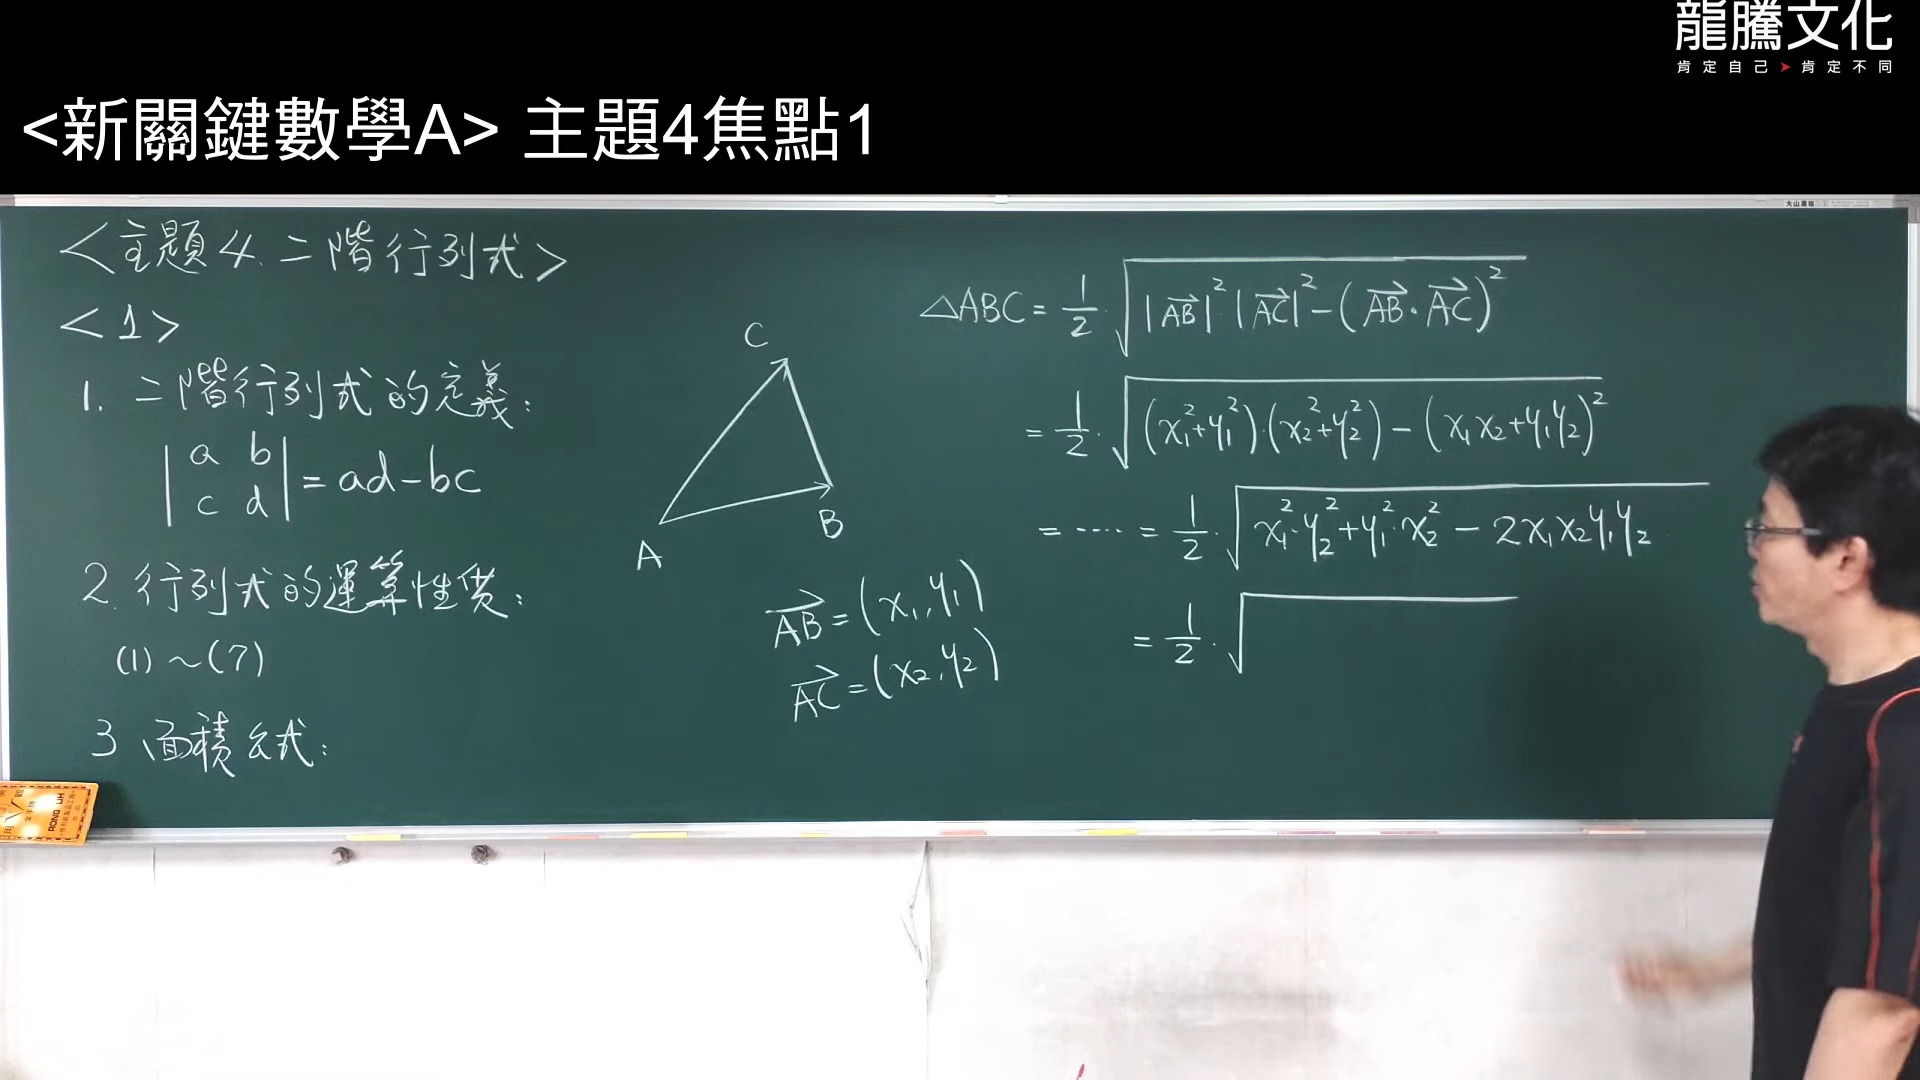 龍騰文化
肯定自己➤肯定不同
<新關鍵數學A> 主題4焦點1
大山黑板
<主題4.二階行列式>
<1>
1. 二階行列式的定義:
|a b|
|c d| = ad-bc
2. 行列式的運算性質:
(1)~(7)
3、面積公式:
C
A
B
AB→=(x₁,y₁)
AC→=(x₂,y₂)
△ABC=1/2·√(|AB→|²·|AC→|²-(AB→·AC→)²)
=1/2·√((x₁²+y₁²)·(x₂²+y₂²)-(x₁x₂+y₁y₂)²)
=····=1/2·√(x₁²·y₂²+y₁²·x₂²-2x₁x₂y₁y₂)
=1/2·√